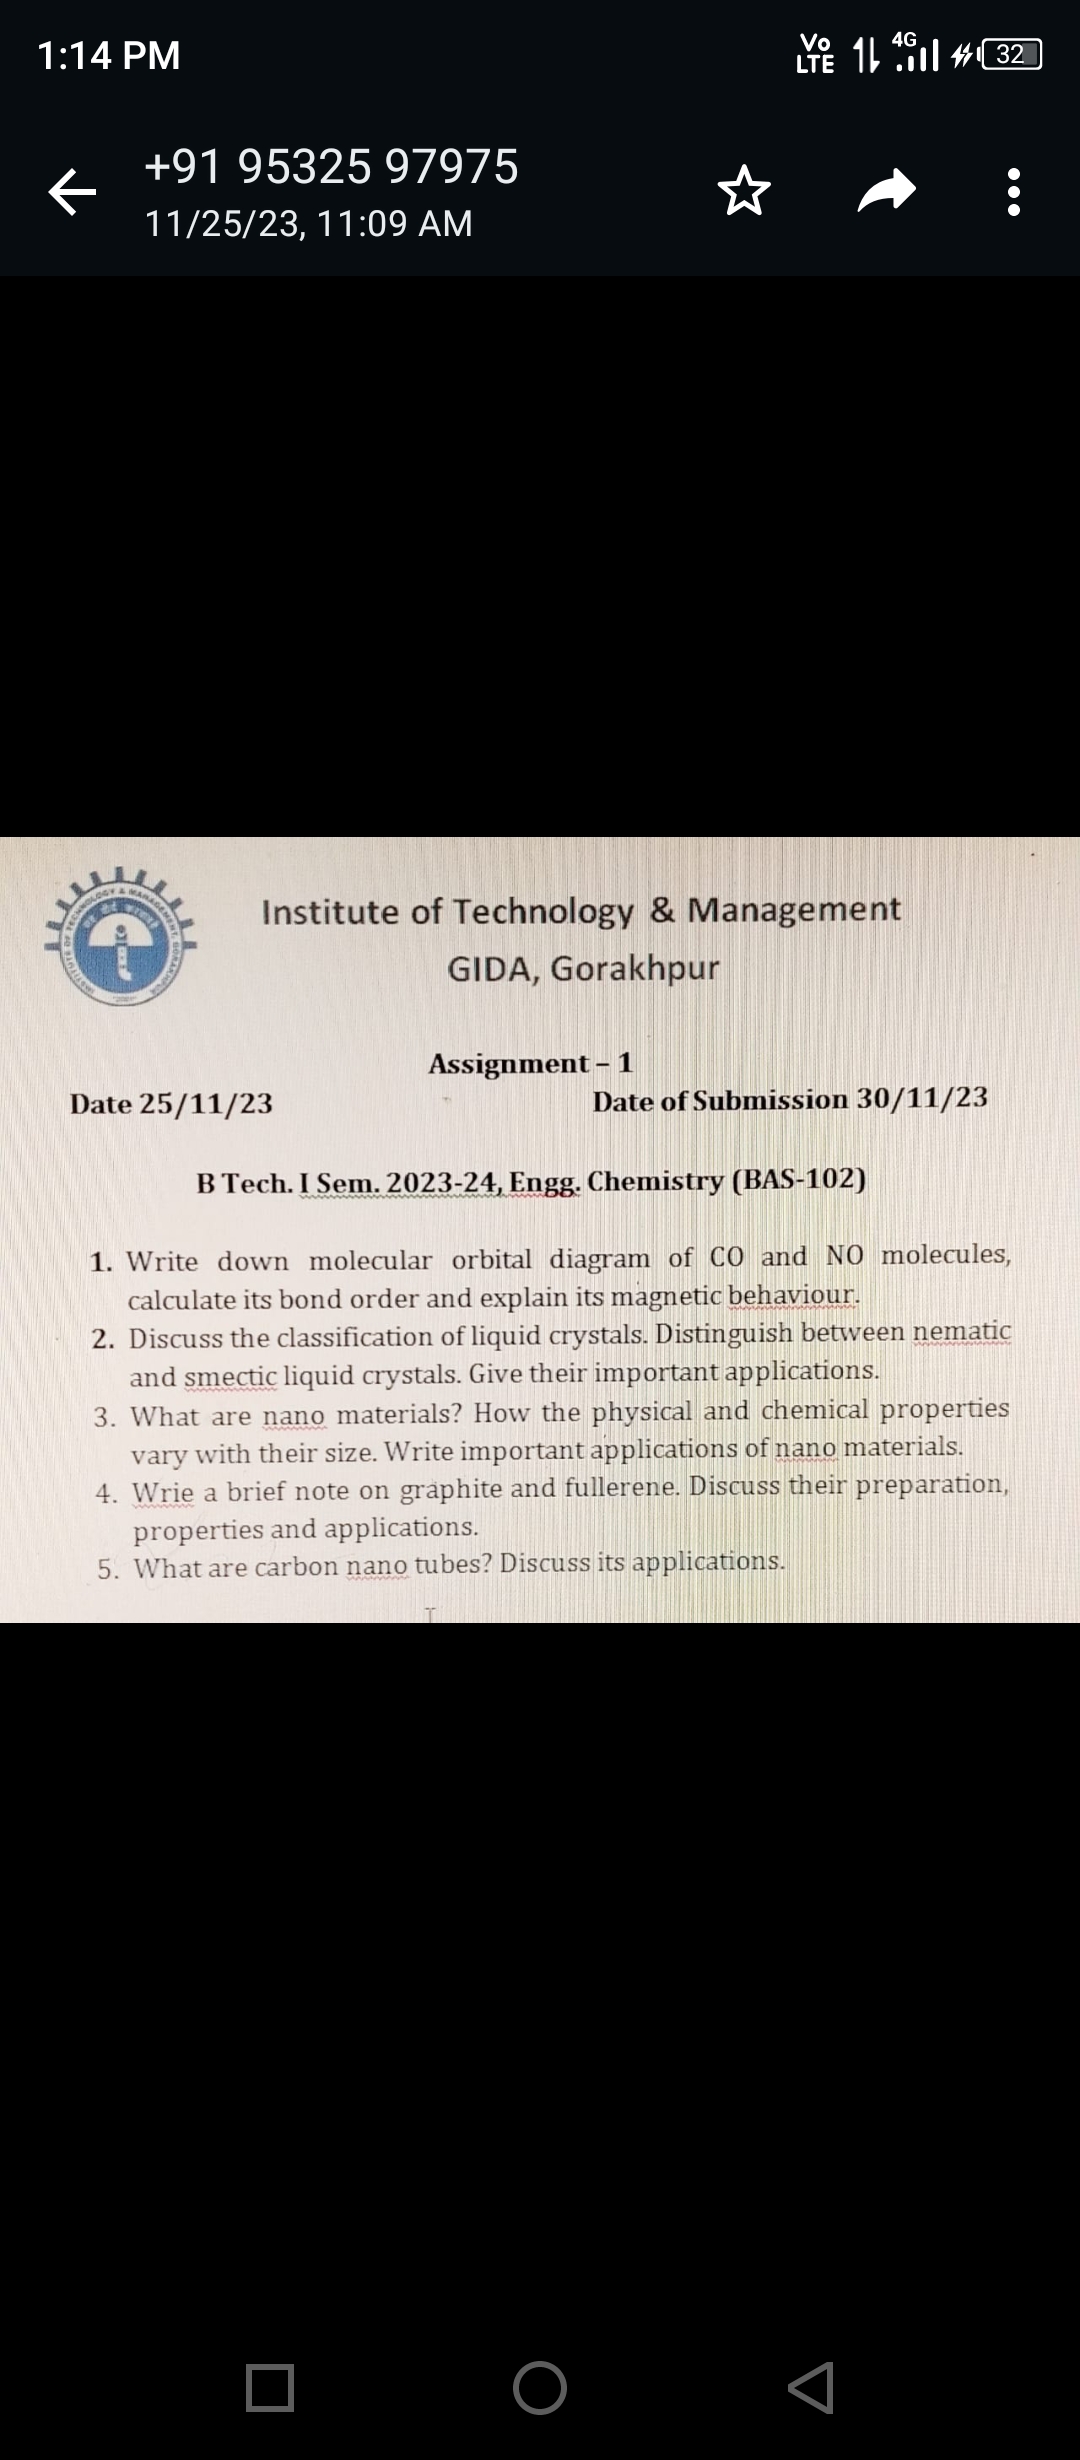 1:14 PM
Vo LTE 4G 32
+91 95325 97975
11/25/23, 11:09 AM
Institute of Technology & Management
GIDA, Gorakhpur
Assignment – 1
Date 25/11/23 Date of Submission 30/11/23
B Tech. I Sem. 2023-24, Engg. Chemistry (BAS-102)
1. Write down molecular orbital diagram of CO and NO molecules,
calculate its bond order and explain its magnetic behaviour.
2. Discuss the classification of liquid crystals. Distinguish between nematic
and smectic liquid crystals. Give their important applications.
3. What are nano materials? How the physical and chemical properties
vary with their size. Write important applications of nano materials.
4. Wrie a brief note on graphite and fullerene. Discuss their preparation,
properties and applications.
5. What are carbon nano tubes? Discuss its applications.